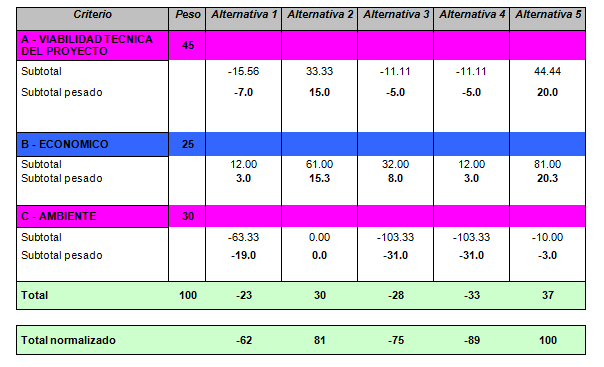 Criterio Peso Alternativa 1 Alternativa 2 Alternativa 3 Alternativa 4 Alternativa 5
A - VIABILIDAD TECNICA
DEL PROYECTO 45
Subtotal -15.56 33.33 -11.11 -11.11 44.44
Subtotal pesado -7.0 15.0 -5.0 -5.0 20.0
B - ECONOMICO 25
Subtotal 12.00 61.00 32.00 12.00 81.00
Subtotal pesado 3.0 15.3 8.0 3.0 20.3
C - AMBIENTE 30
Subtotal -63.33 0.00 -103.33 -103.33 -10.00
Subtotal pesado -19.0 0.0 -31.0 -31.0 -3.0
Total 100 -23 30 -28 -33 37
Total normalizado -62 81 -75 -89 100